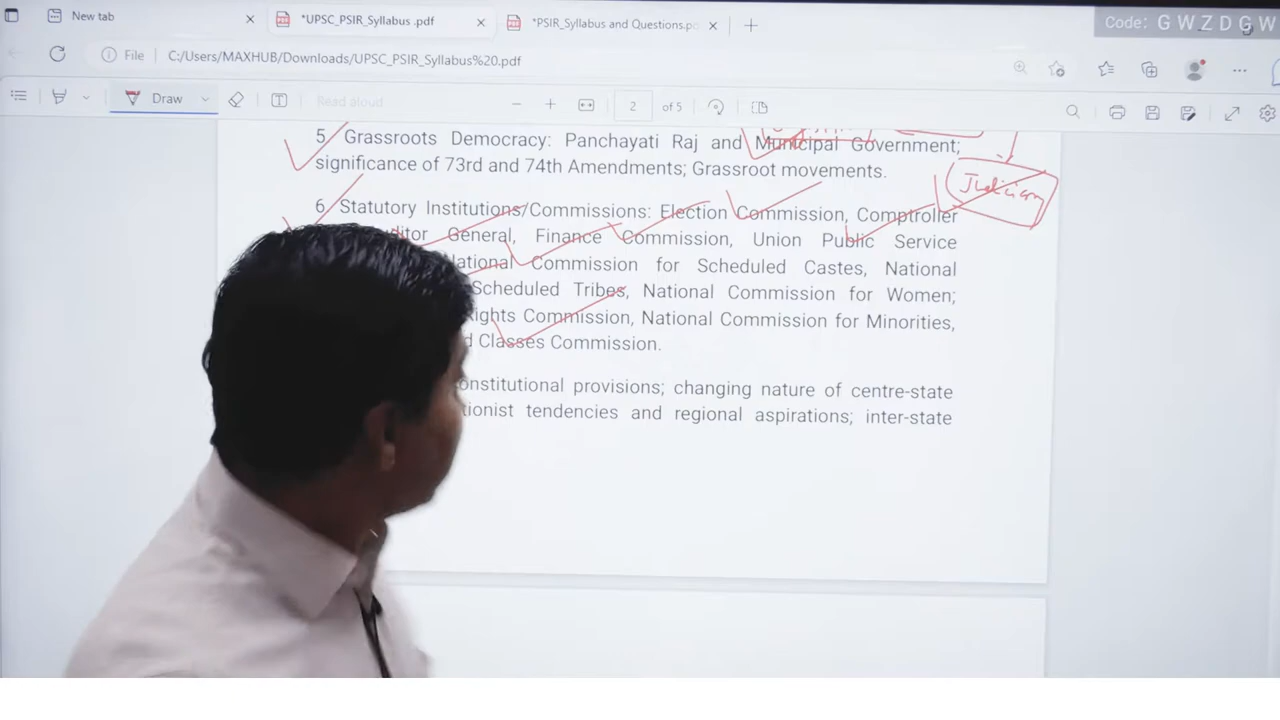 New tab
*UPSC_PSIR_Syllabus .pdf
*PSIR_Syllabus and Questions.p
Code: G W Z D G W
File C:/Users/MAXHUB/Downloads/UPSC_PSIR_Syllabus%20.pdf
Draw
Read aloud
2 of 5
5 Grassroots Democracy: Panchayati Raj and Municipal Government;
significance of 73rd and 74th Amendments; Grassroot movements.
Judiciary
6 Statutory Institutions/Commissions: Election Commission, Comptroller
itor General, Finance Commission, Union Public Service
National Commission for Scheduled Castes, National
Scheduled Tribes, National Commission for Women;
Rights Commission, National Commission for Minorities,
d Classes Commission.
onstitutional provisions; changing nature of centre-state
tionist tendencies and regional aspirations; inter-state